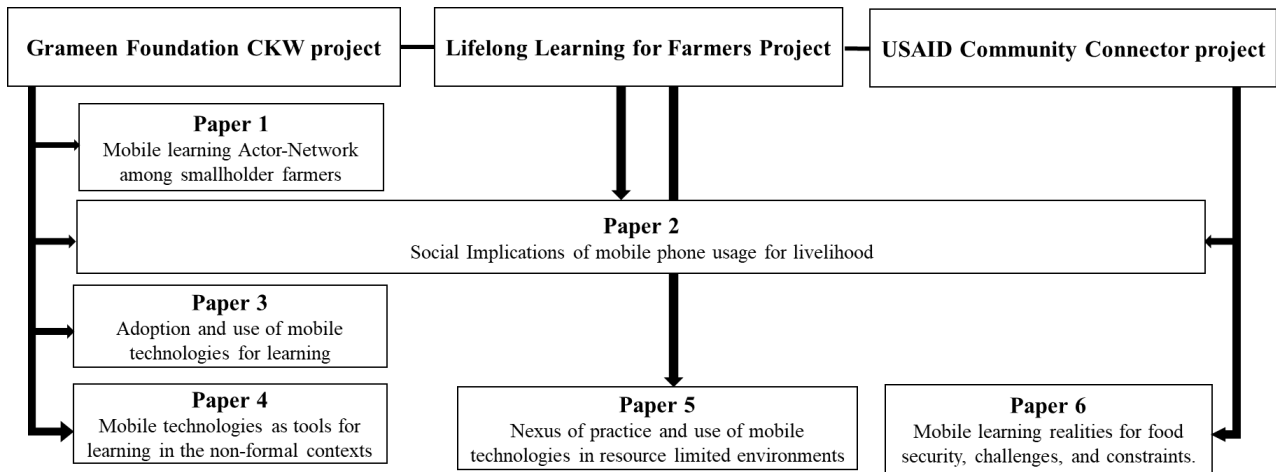 Grameen Foundation CKW project
Lifelong Learning for Farmers Project
USAID Community Connector project
Paper 1
Mobile learning Actor-Network
among smallholder farmers
Paper 2
Social Implications of mobile phone usage for livelihood
Paper 3
Adoption and use of mobile
technologies for learning
Paper 4
Mobile technologies as tools for
learning in the non-formal contexts
Paper 5
Nexus of practice and use of mobile
technologies in resource limited environments
Paper 6
Mobile learning realities for food
security, challenges, and constraints.